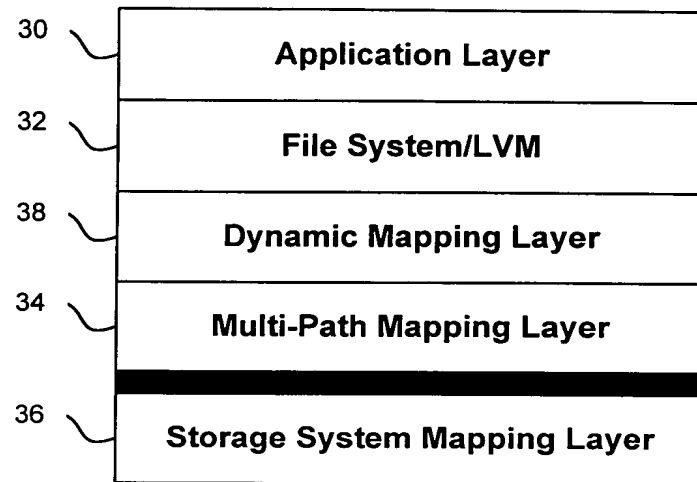 30
Application Layer
32
File System/LVM
38
Dynamic Mapping Layer
34
Multi-Path Mapping Layer
36
Storage System Mapping Layer